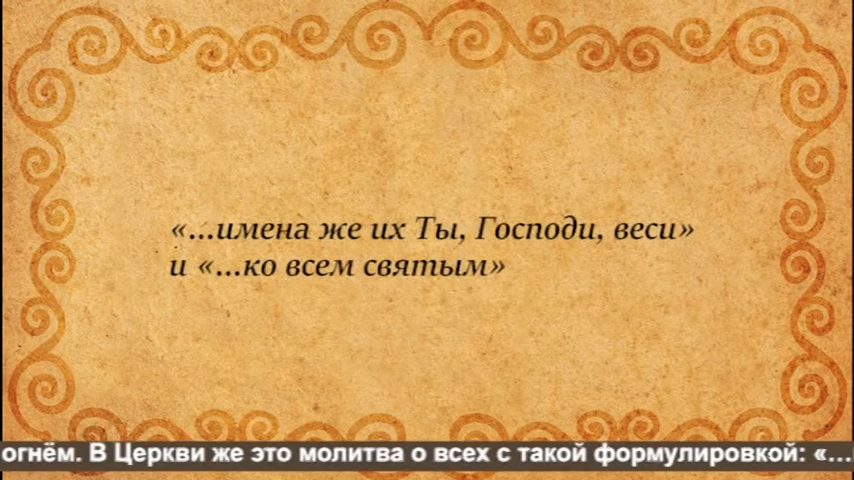 «...имена же их Ты, Господи, веси»
и «...ко всем святым»
огнём. В Церкви же это молитва о всех с такой формулировкой: «...